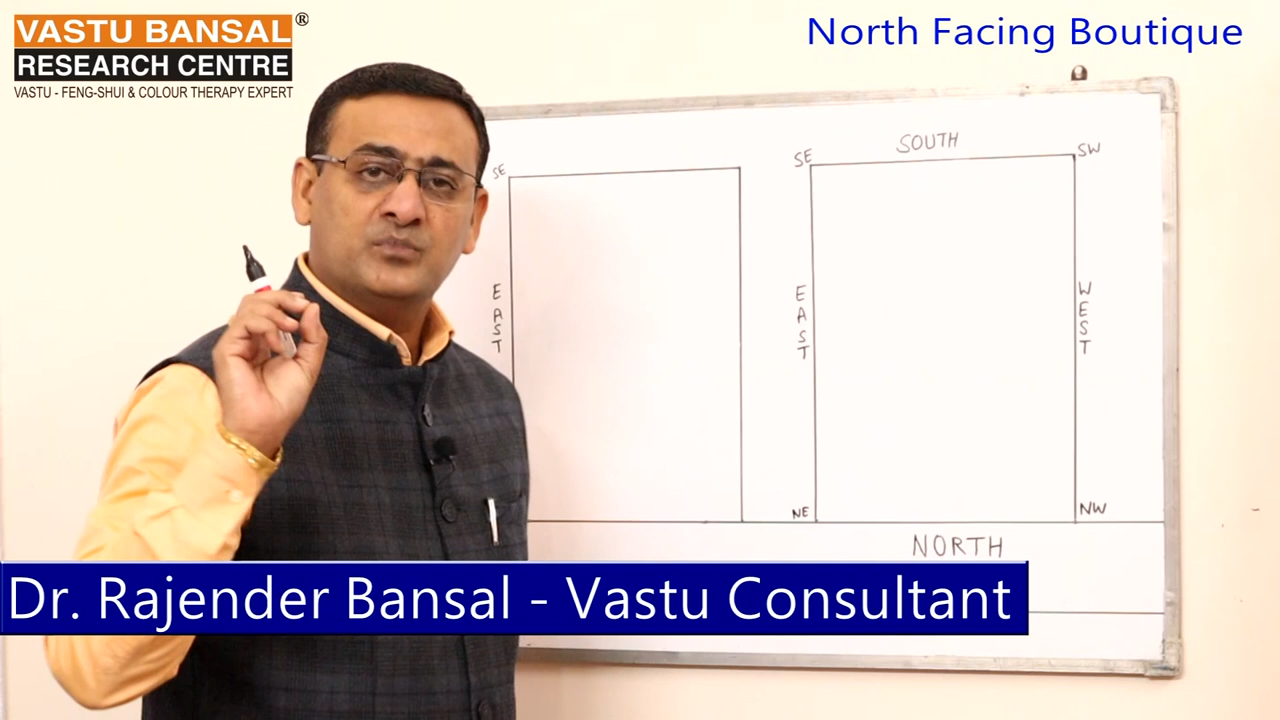 VASTU BANSAL®
RESEARCH CENTRE
VASTU - FENG-SHUI & COLOUR THERAPY EXPERT
North Facing Boutique
SE
EAST
SE
SOUTH
SW
EAST
WEST
NE
NW
NORTH
Dr. Rajender Bansal - Vastu Consultant